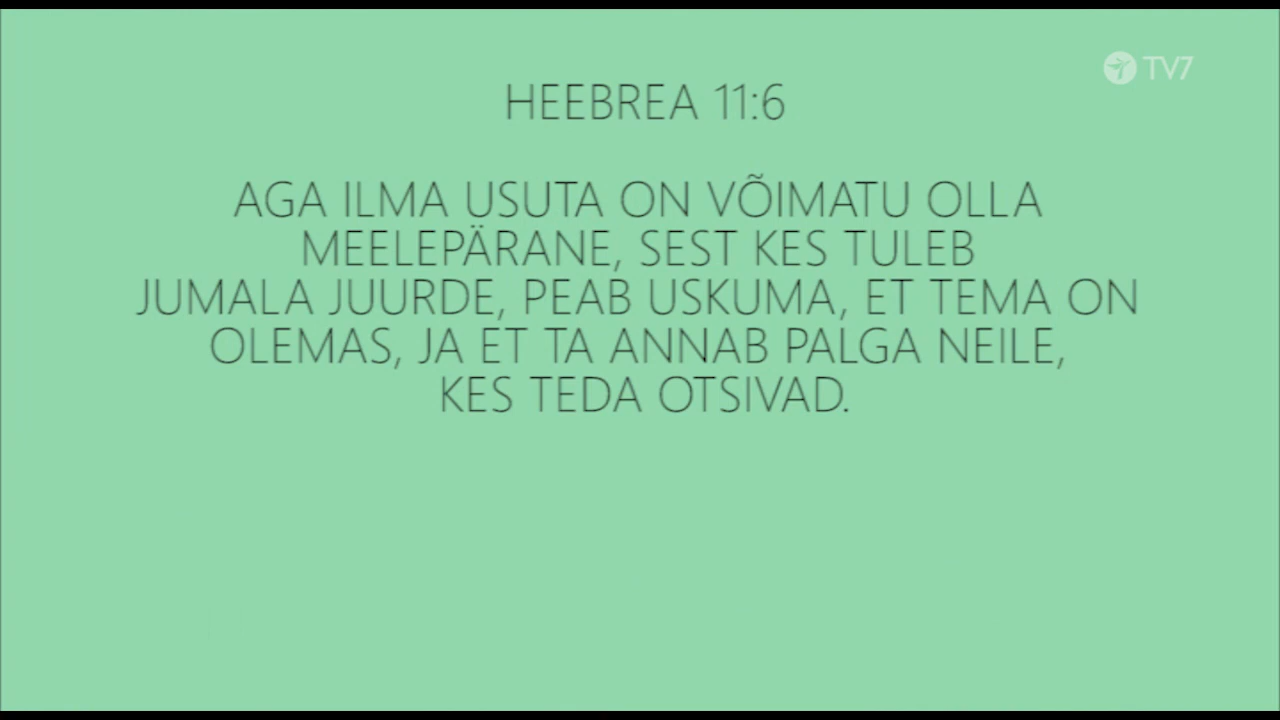 TV7
HEEBREA 11:6
AGA ILMA USUTA ON VÕIMATU OLLA
MEELEPÄRANE, SEST KES TULEB
JUMALA JUURDE, PEAB USKUMA, ET TEMA ON
OLEMAS, JA ET TA ANNAB PALGA NEILE,
KES TEDA OTSIVAD.